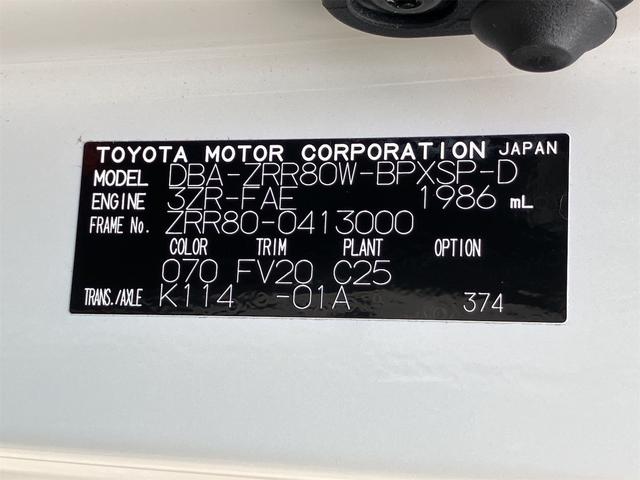 TOYOTA MOTOR CORPORATION JAPAN
MODEL DBA-ZRR80W-BPXSP-D
ENGINE 3ZR-FAE 1986 mL
FRAME No. ZRR80-0413000
COLOR TRIM PLANT OPTION
070 FV20 C25
TRANS./AXLE K114 -01A 374